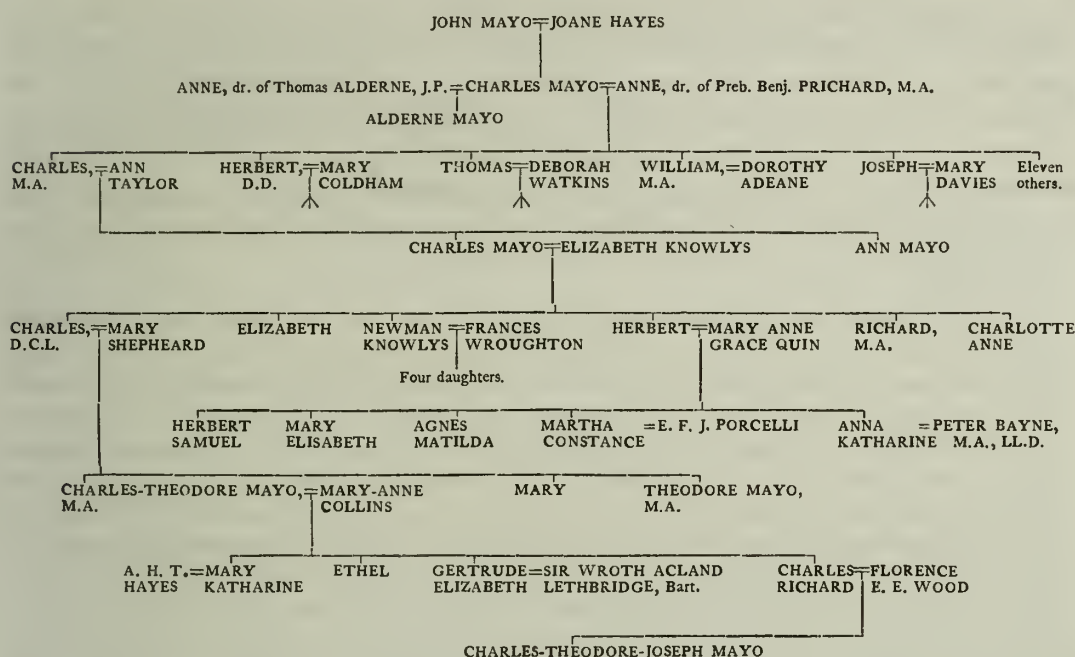 JOHN MAYO=JOANE HAYES
ANNE, dr. of Thomas ALDERNE, J.P.=CHARLES MAYO=ANNE, dr. of Preb. Benj. PRICHARD, M.A.
ALDERNE MAYO
CHARLES,=ANN HERBERT,=MARY THOMAS=DEBORAH WILLIAM,=DOROTHY JOSEPH=MARY Eleven
M.A. TAYLOR D.D. COLDHAM WATKINS M.A. ADEANE DAVIES others.
CHARLES MAYO=ELIZABETH KNOWLYS ANN MAYO
CHARLES,=MARY ELIZABETH NEWMAN=FRANCES HERBERT=MARY ANNE RICHARD, CHARLOTTE
D.C.L. SHEPHEARD KNOWLYS WROUGHTON GRACE QUIN M.A. ANNE
Four daughters.
HERBERT MARY AGNES MARTHA =E. F. J. PORCELLI ANNA =PETER BAYNE,
SAMUEL ELISABETH MATILDA CONSTANCE KATHARINE M.A., LL.D.
CHARLES-THEODORE MAYO,=MARY-ANNE MARY THEODORE MAYO,
M.A. COLLINS M.A.
A. H. T.=MARY ETHEL GERTRUDE=SIR WROTH ACLAND CHARLES=FLORENCE
HAYES KATHARINE ELIZABETH LETHBRIDGE, Bart. RICHARD E. E. WOOD
CHARLES-THEODORE-JOSEPH MAYO